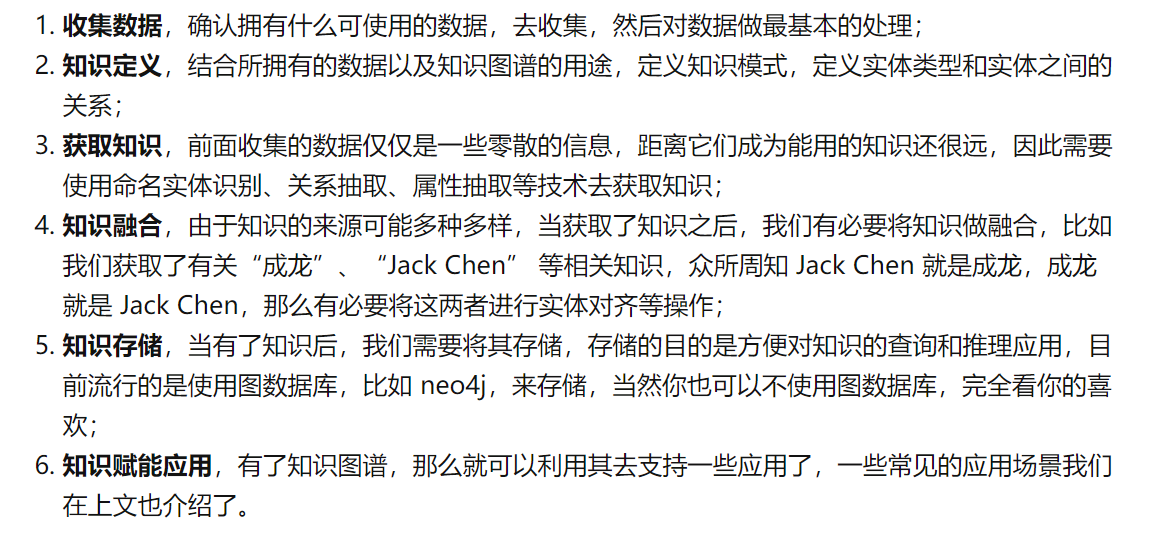 1. 收集数据，确认拥有什么可使用的数据，去收集，然后对数据做最基本的处理；
2. 知识定义，结合所拥有的数据以及知识图谱的用途，定义知识模式，定义实体类型和实体之间的
关系；
3. 获取知识，前面收集的数据仅仅是一些零散的信息，距离它们成为能用的知识还很远，因此需要
使用命名实体识别、关系抽取、属性抽取等技术去获取知识；
4. 知识融合，由于知识的来源可能多种多样，当获取了知识之后，我们有必要将知识做融合，比如
我们获取了有关“成龙”、“Jack Chen” 等相关知识，众所周知 Jack Chen 就是成龙，成龙
就是 Jack Chen，那么有必要将这两者进行实体对齐等操作；
5. 知识存储，当有了知识后，我们需要将其存储，存储的目的是方便对知识的查询和推理应用，目
前流行的是使用图数据库，比如 neo4j，来存储，当然你也可以不使用图数据库，完全看你的喜
欢；
6. 知识赋能应用，有了知识图谱，那么就可以利用其去支持一些应用了，一些常见的应用场景我们
在上文也介绍了。